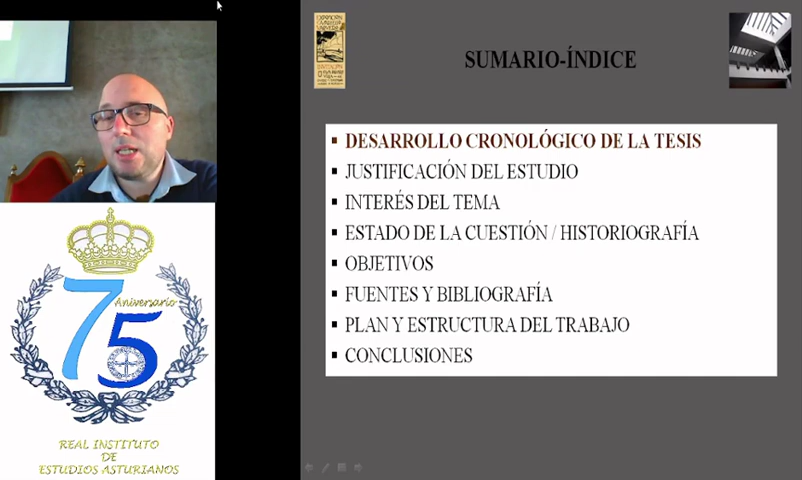 SUMARIO-ÍNDICE
DESARROLLO CRONOLÓGICO DE LA TESIS
JUSTIFICACIÓN DEL ESTUDIO
INTERÉS DEL TEMA
ESTADO DE LA CUESTIÓN / HISTORIOGRAFÍA
OBJETIVOS
FUENTES Y BIBLIOGRAFÍA
PLAN Y ESTRUCTURA DEL TRABAJO
CONCLUSIONES
75
Aniversario
REAL INSTITUTO
DE
ESTUDIOS ASTURIANOS